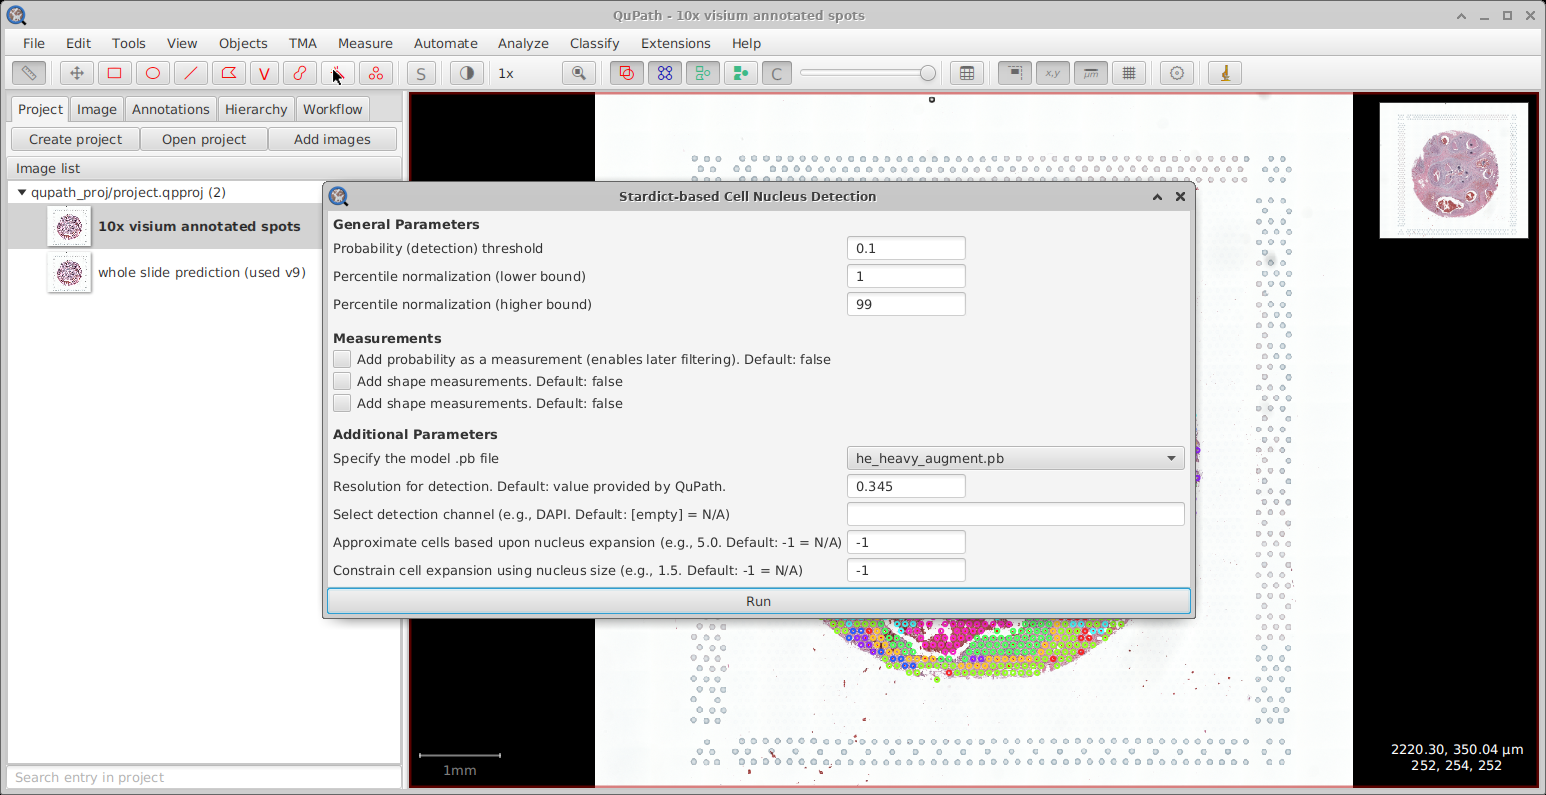 QuPath - 10x visium annotated spots
File Edit Tools View Objects TMA Measure Automate Analyze Classify Extensions Help
V S 1x C x,y μm
Project Image Annotations Hierarchy Workflow
Create project Open project Add images
Image list
qupath_proj/project.qpproj (2)
10x visium annotated spots
whole slide prediction (used v9)
Search entry in project
Stardict-based Cell Nucleus Detection
General Parameters
Probability (detection) threshold 0.1
Percentile normalization (lower bound) 1
Percentile normalization (higher bound) 99
Measurements
Add probability as a measurement (enables later filtering). Default: false
Add shape measurements. Default: false
Add shape measurements. Default: false
Additional Parameters
Specify the model .pb file he_heavy_augment.pb
Resolution for detection. Default: value provided by QuPath. 0.345
Select detection channel (e.g., DAPI. Default: [empty] = N/A)
Approximate cells based upon nucleus expansion (e.g., 5.0. Default: -1 = N/A) -1
Constrain cell expansion using nucleus size (e.g., 1.5. Default: -1 = N/A) -1
Run
1mm
2220.30, 350.04 μm
252, 254, 252